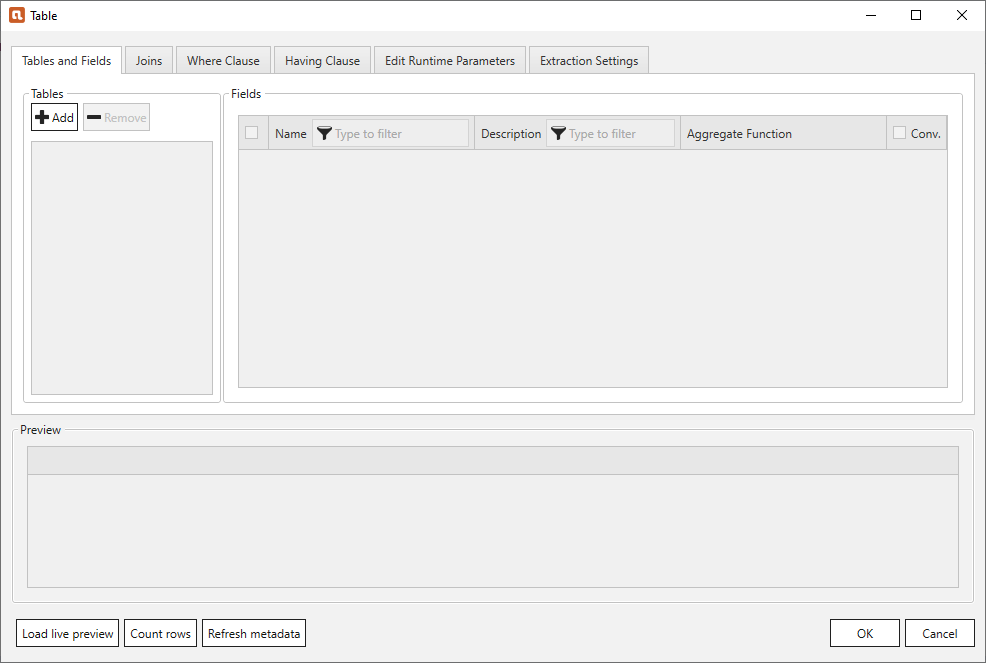 Table
Tables and Fields Joins Where Clause Having Clause Edit Runtime Parameters Extraction Settings
Tables
Add Remove
Fields
Name Type to filter Description Type to filter Aggregate Function Conv.
Preview
Load live preview Count rows Refresh metadata OK Cancel